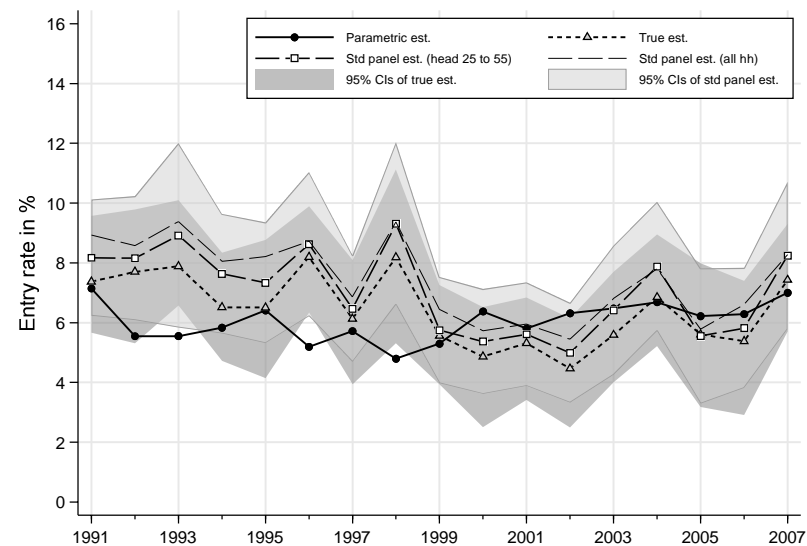 Entry rate in %
16
14
12
10
8
6
4
2
0
Parametric est.
True est.
Std panel est. (head 25 to 55)
Std panel est. (all hh)
95% CIs of true est.
95% CIs of std panel est.
1991 1993 1995 1997 1999 2001 2003 2005 2007